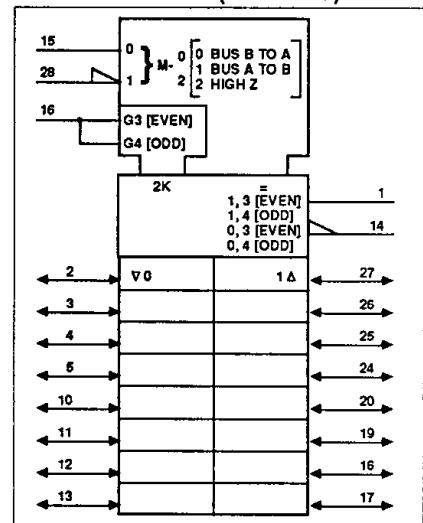 15
0
28
1
M-
0
2
0 BUS B TO A
1 BUS A TO B
2 HIGH Z
16
G3 [EVEN]
G4 [ODD]
2K
=
1, 3 [EVEN]
1, 4 [ODD]
0, 3 [EVEN]
0, 4 [ODD]
1
14
2
∇ 0
1 Δ
27
3
26
4
25
5
24
10
20
11
19
12
16
13
17